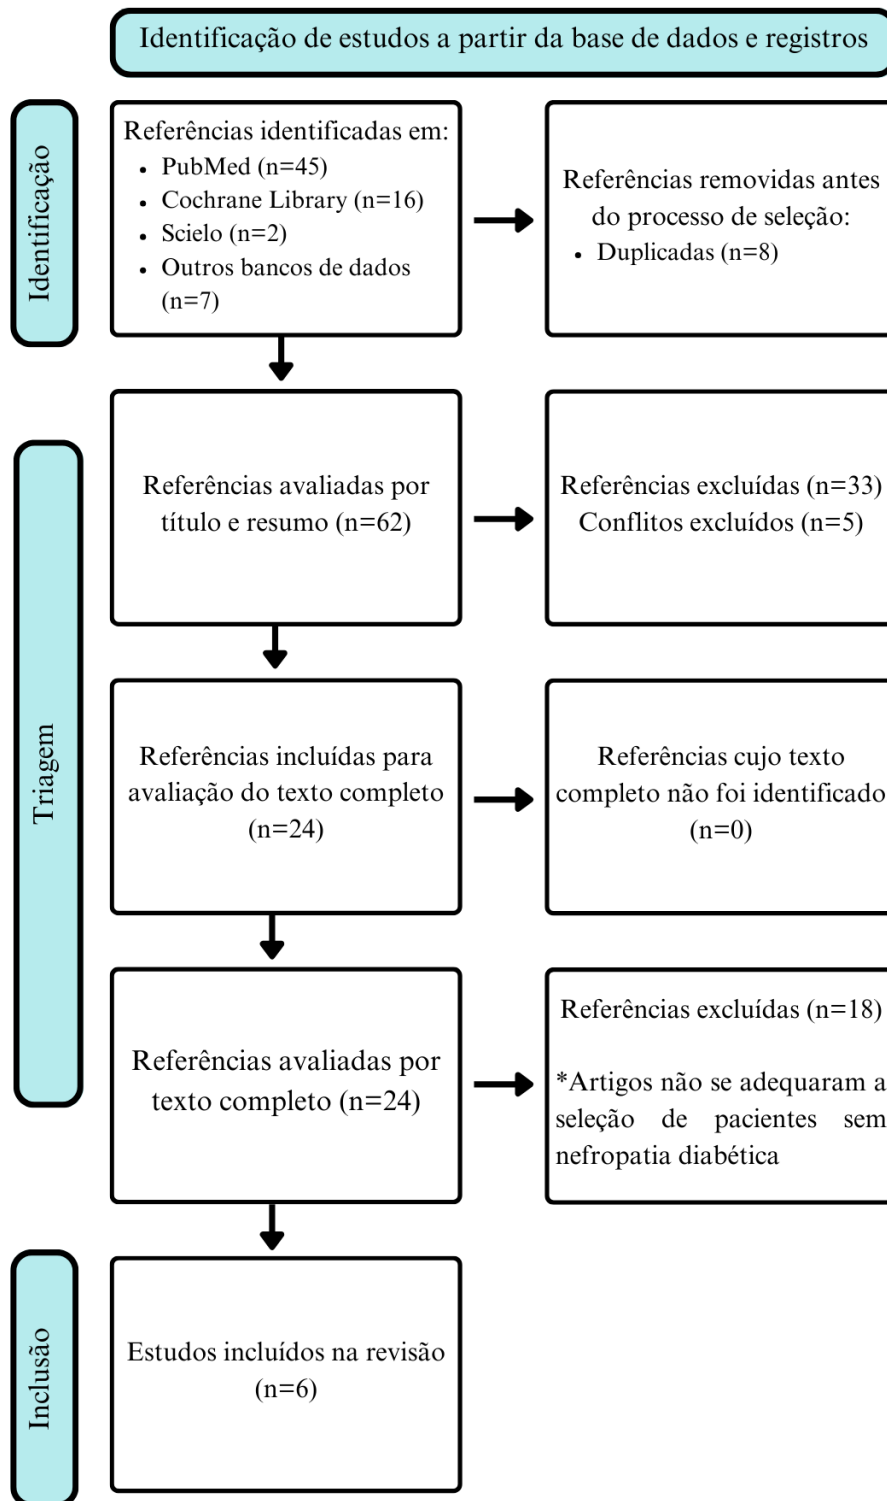 Identificação de estudos a partir da base de dados e registros
Identificação
Referências identificadas em:
• PubMed (n=45)
• Cochrane Library (n=16)
• Scielo (n=2)
• Outros bancos de dados
(n=7)
Referências removidas antes
do processo de seleção:
• Duplicadas (n=8)
Triagem
Referências avaliadas por
título e resumo (n=62)
Referências excluídas (n=33)
Conflitos excluídos (n=5)
Referências incluídas para
avaliação do texto completo
(n=24)
Referências cujo texto
completo não foi identificado
(n=0)
Referências avaliadas por
texto completo (n=24)
Referências excluídas (n=18)
*Artigos não se adequaram a
seleção de pacientes sem
nefropatia diabética
Inclusão
Estudos incluídos na revisão
(n=6)